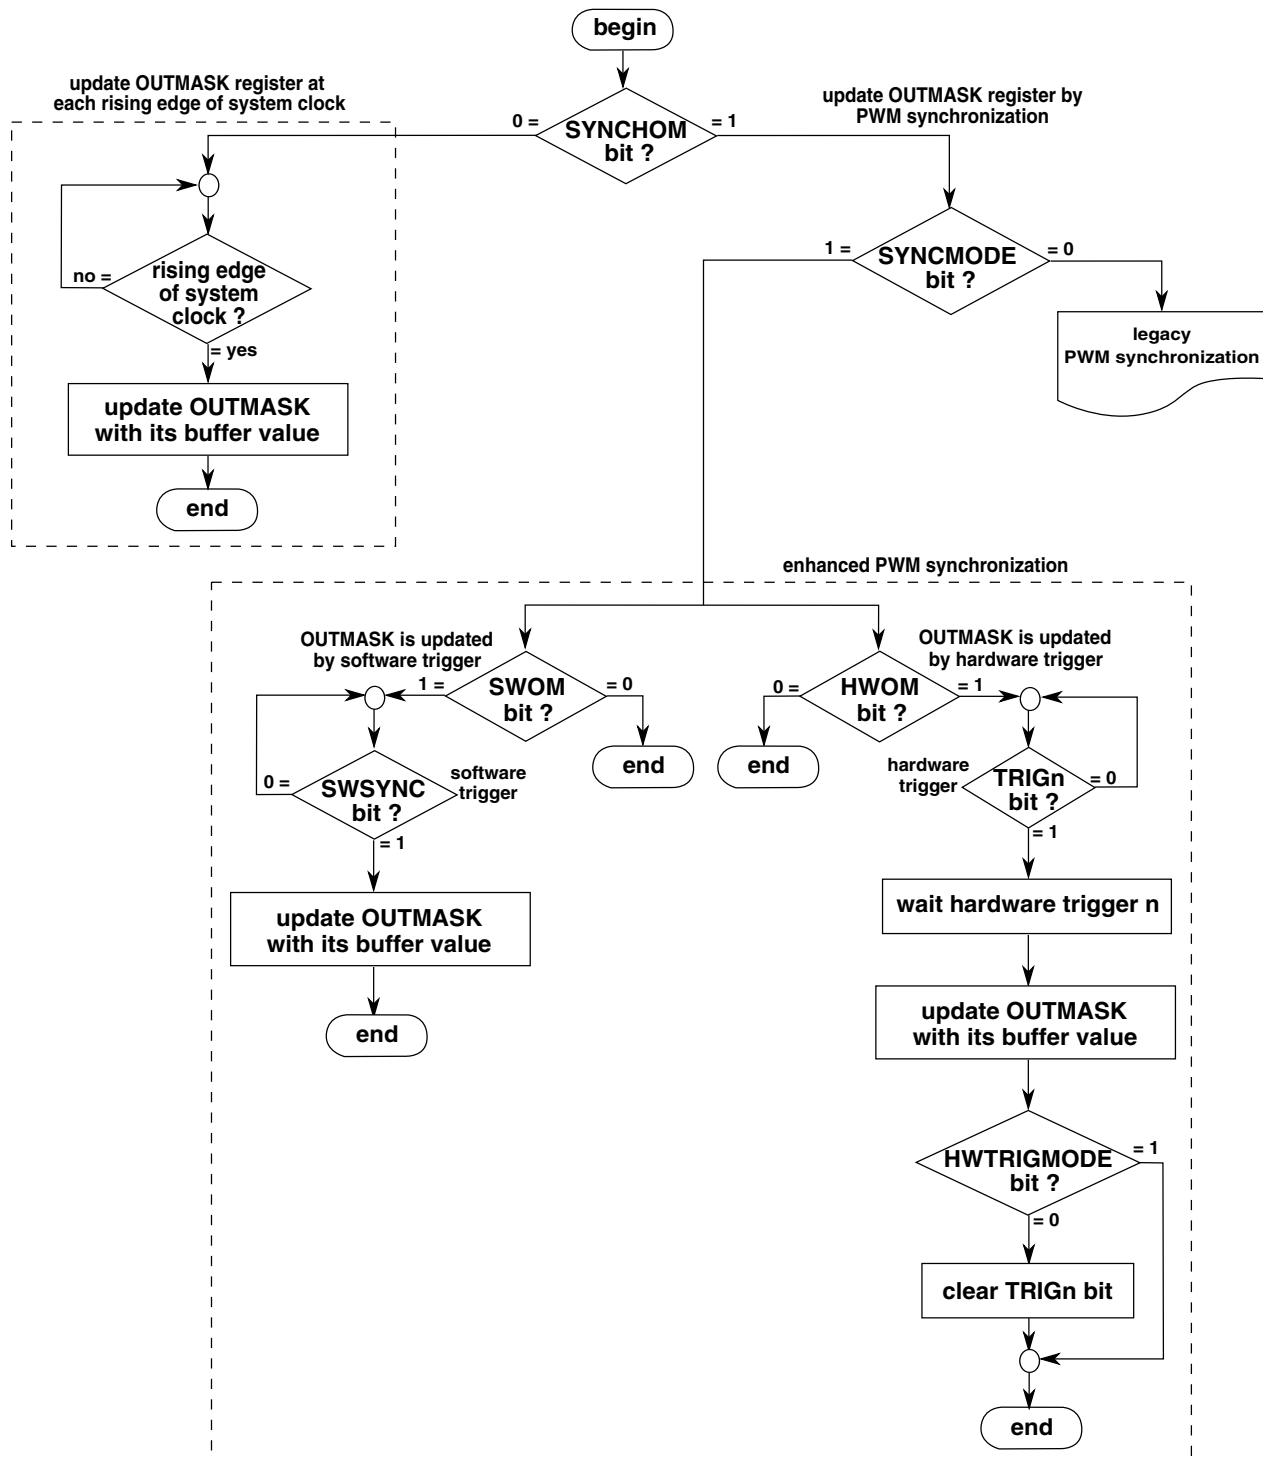 begin
update OUTMASK register at
each rising edge of system clock
update OUTMASK register by
PWM synchronization
0 =
SYNCHOM
bit ?
= 1
rising edge
of system
clock ?
no =
= yes
update OUTMASK
with its buffer value
end
1 =
SYNCMODE
bit ?
= 0
legacy
PWM synchronization
enhanced PWM synchronization
OUTMASK is updated
by software trigger
1 =
SWOM
bit ?
= 0
end
0 =
SWSYNC
bit ?
software
trigger
= 1
update OUTMASK
with its buffer value
end
OUTMASK is updated
by hardware trigger
0 =
HWOM
bit ?
= 1
end
hardware
trigger
TRIGn
bit ?
= 0
= 1
wait hardware trigger n
update OUTMASK
with its buffer value
HWTRIGMODE
bit ?
= 1
= 0
clear TRIGn bit
end